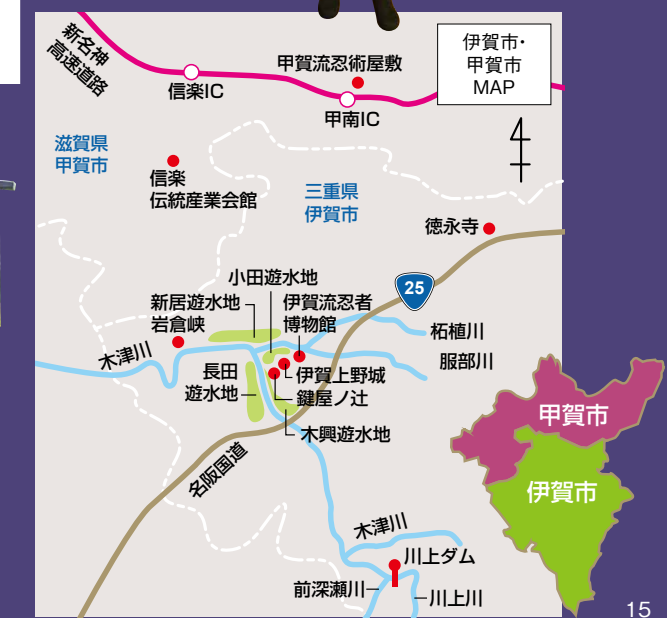 新名神
高速道路
信楽IC
甲賀流忍術屋敷
甲南IC
伊賀市・
甲賀市
MAP
滋賀県
甲賀市
信楽
伝統産業会館
三重県
伊賀市
徳永寺
25
小田遊水地
新居遊水地
岩倉峡
伊賀流忍者
博物館
柘植川
服部川
木津川
長田
遊水地
伊賀上野城
鍵屋ノ辻
木興遊水地
名阪国道
甲賀市
伊賀市
木津川
川上ダム
前深瀬川
川上川
15